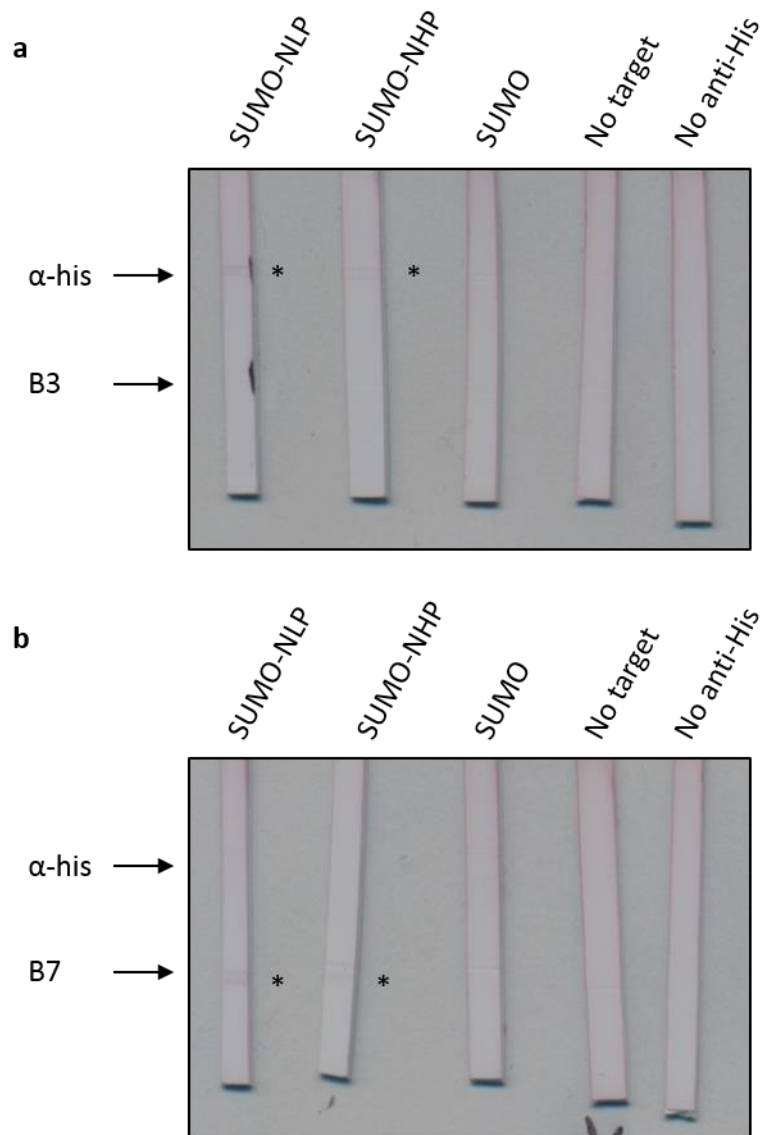 a
SUMO-NLP
SUMO-NHP
SUMO
No target
No anti-His
α-his
*
*
B3
b
SUMO-NLP
SUMO-NHP
SUMO
No target
No anti-His
α-his
B7
*
*